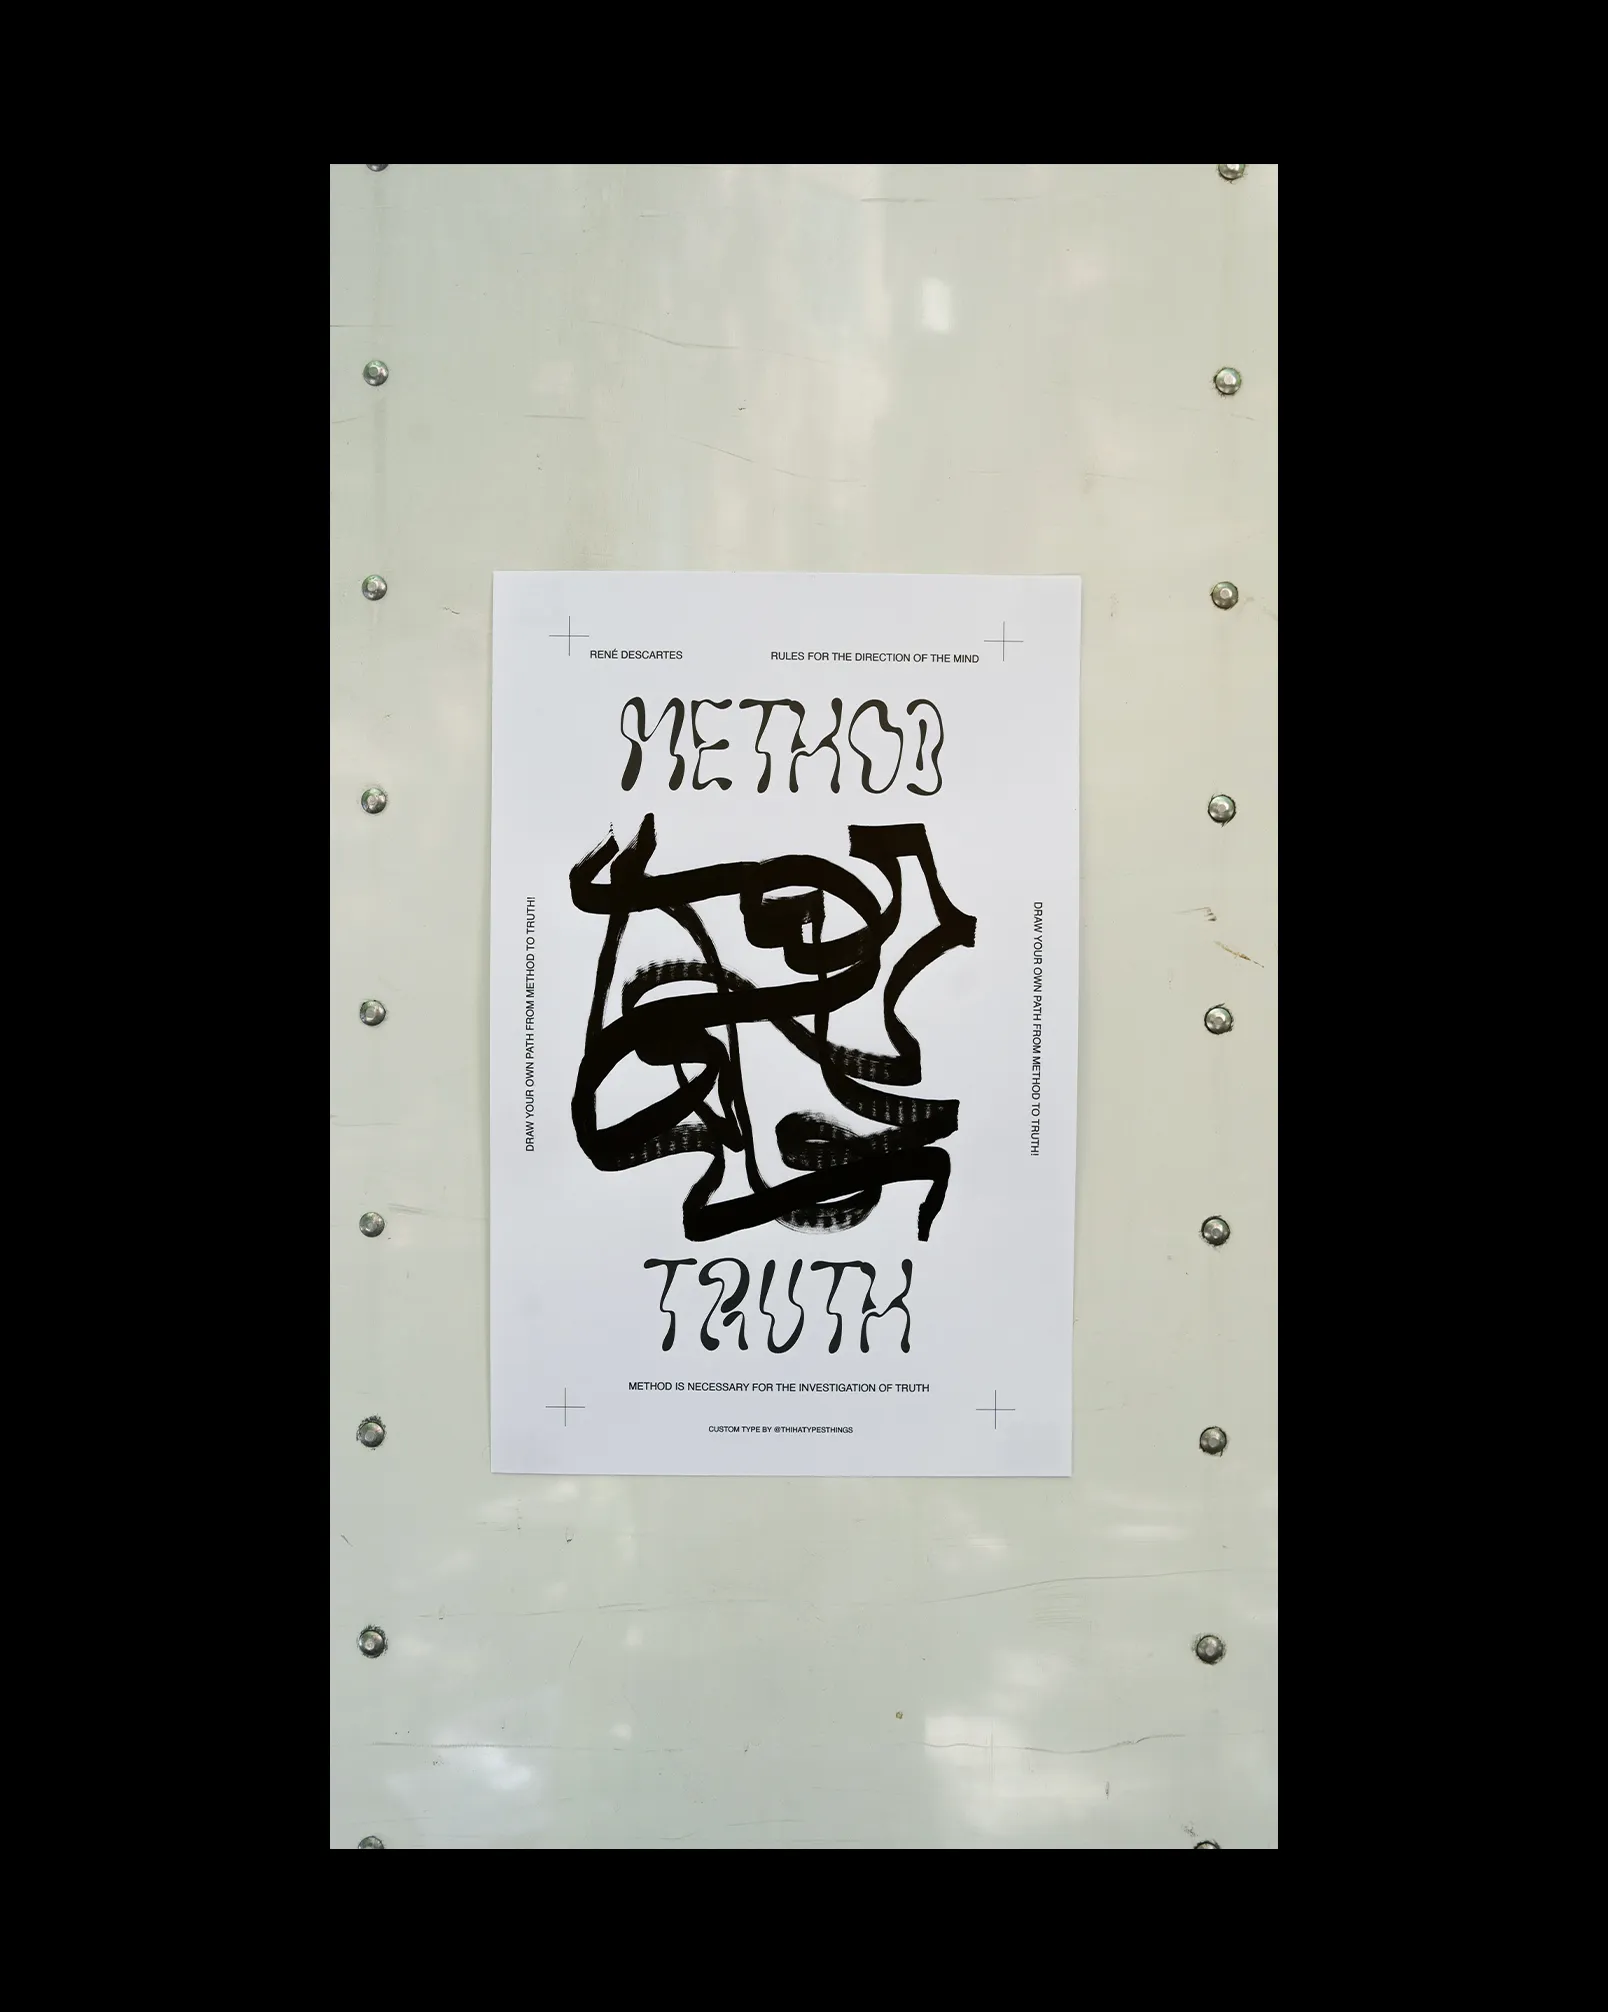 RENÉ DESCARTES
RULES FOR THE DIRECTION OF THE MIND
METHOD
DRAW YOUR OWN PATH FROM METHOD TO TRUTH!
DRAW YOUR OWN PATH FROM METHOD TO TRUTH!
TRUTH
METHOD IS NECESSARY FOR THE INVESTIGATION OF TRUTH
CUSTOM TYPE BY @THIHATYPESTHINGS